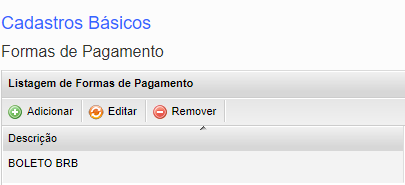 Cadastros Básicos
Formas de Pagamento
Listagem de Formas de Pagamento
Adicionar Editar Remover
Descrição
BOLETO BRB